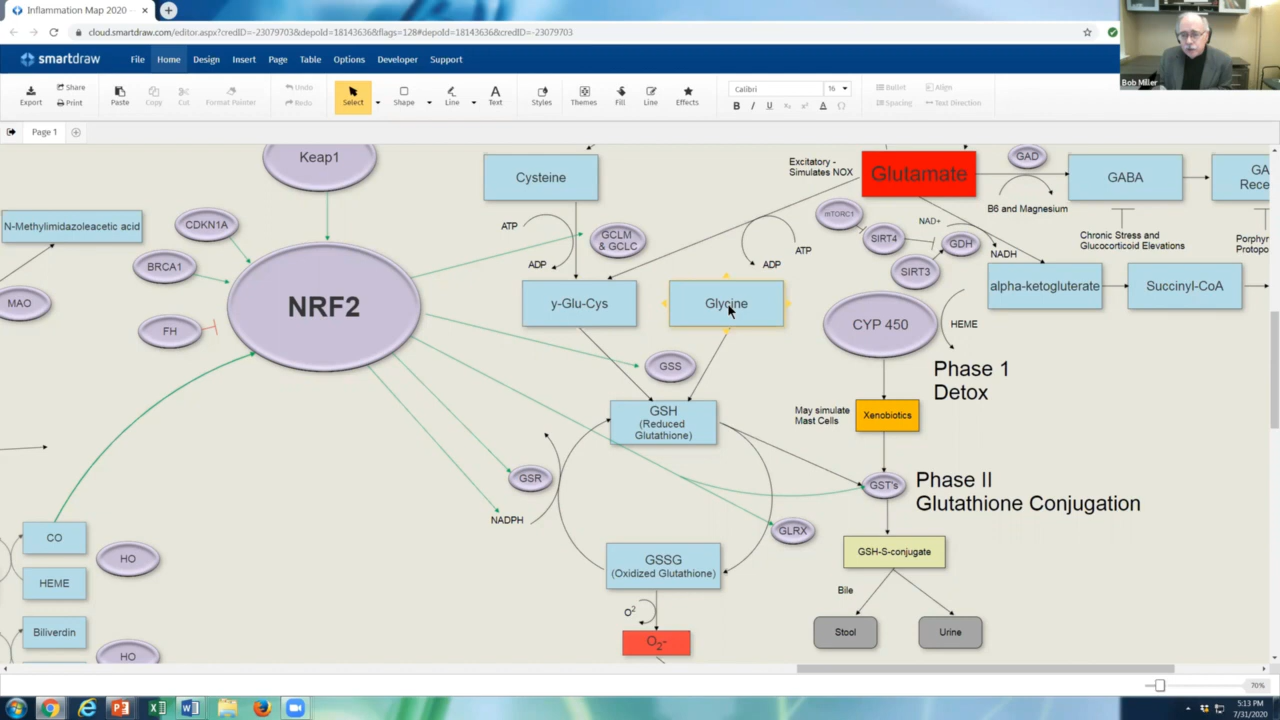 Inflammation Map 2020 -
cloud.smartdraw.com/editor.aspx?credID=-23079703&depoId=18143636&flags=128#depoId=18143636&credID=-23079703
smartdraw
File
Home
Design
Insert
Page
Table
Options
Developer
Support
Bob Miller
Export
Share
Print
Paste
Copy
Cut
Format Painter
Undo
Redo
Select
Shape
Line
Text
Styles
Themes
Fill
Line
Effects
Calibri
16
B
I
U
A
Bullet
Align
Spacing
Text Direction
Page 1
Keap1
Cysteine
Excitatory -
Simulates NOX
Glutamate
GAD
GABA
GA
Rece
B6 and Magnesium
N-Methylimidazoleacetic acid
CDKN1A
ATP
GCLM
& GCLC
ADP
ATP
ADP
mTORC1
NAD+
SIRT4
GDH
NADH
SIRT3
Chronic Stress and
Glucocorticoid Elevations
Porphyr
Protopo
BRCA1
MAO
NRF2
FH
y-Glu-Cys
Glycine
CYP 450
HEME
alpha-ketogluterate
Succinyl-CoA
GSS
Phase 1
Detox
GSH
(Reduced
Glutathione)
May simulate
Mast Cells
Xenobiotics
GSR
NADPH
GST's
Phase II
Glutathione Conjugation
GLRX
CO
HO
HEME
GSSG
(Oxidized Glutathione)
GSH-S-conjugate
Bile
O2
O2-
Stool
Urine
Biliverdin
HO
70%
5:13 PM
7/31/2020